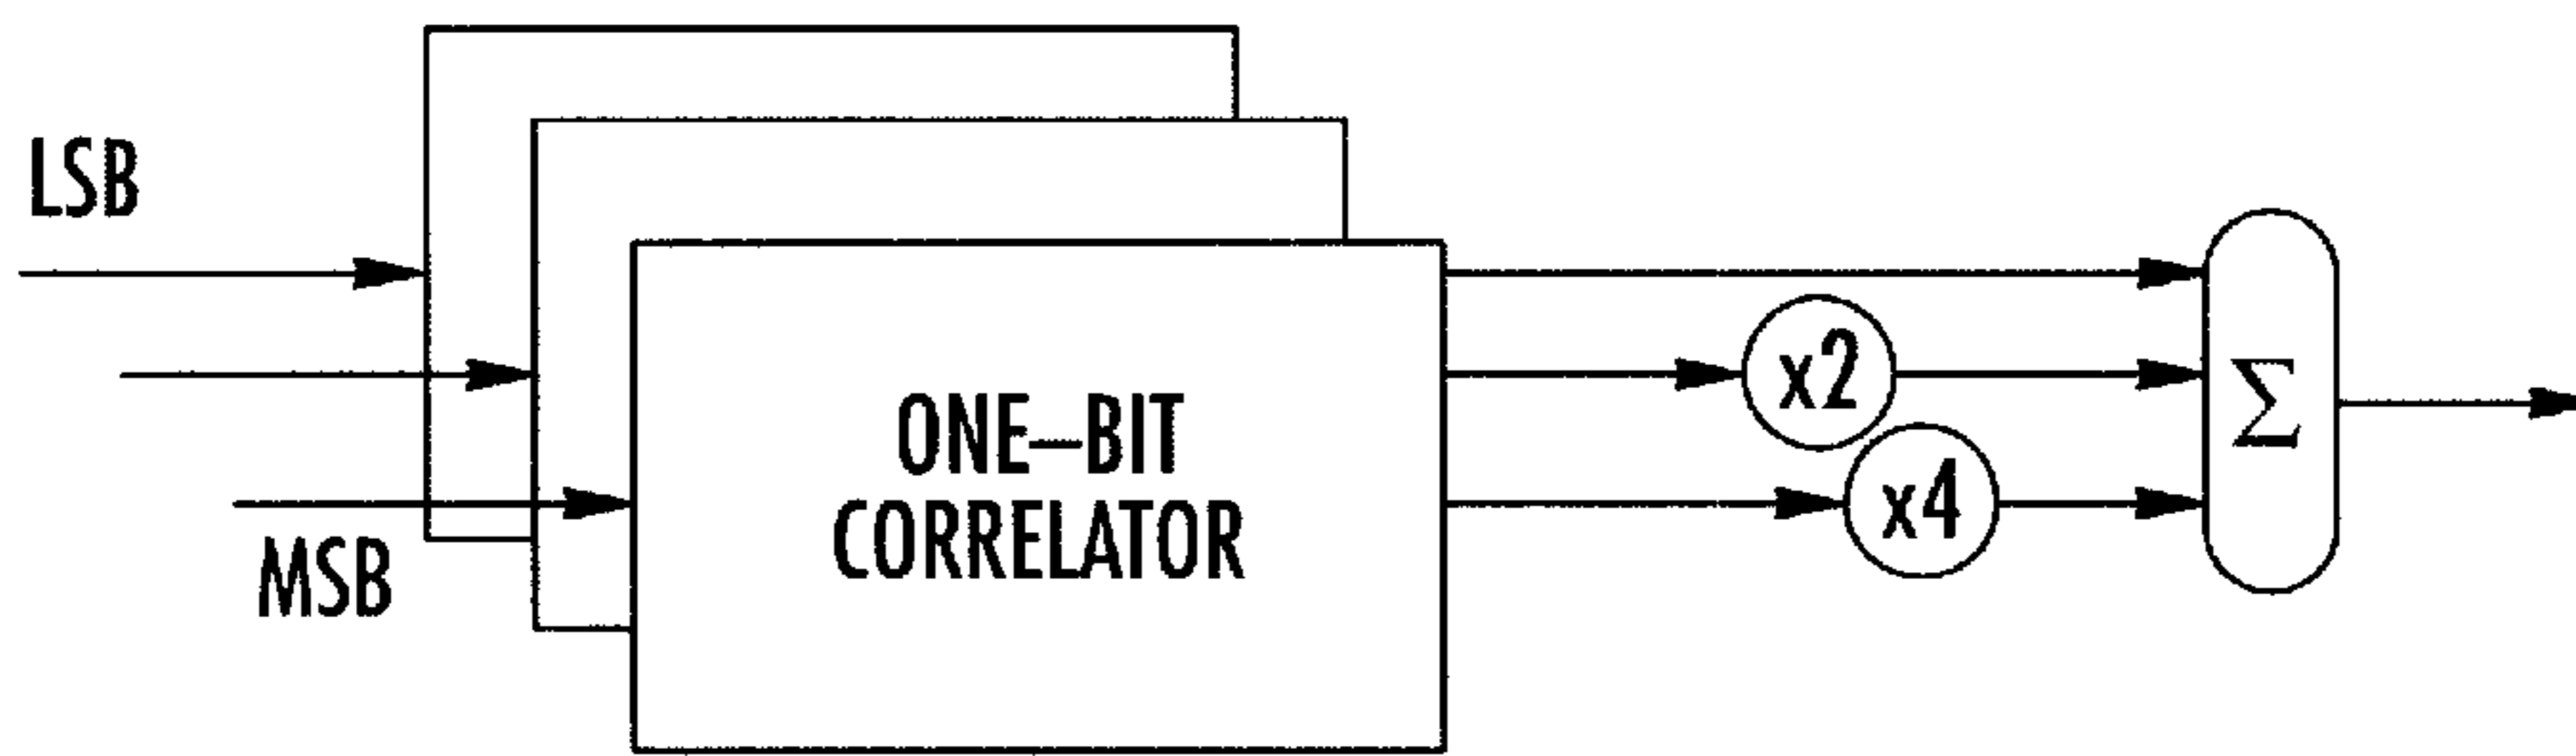 LSB
x2
ONE–BIT
CORRELATOR
Σ
x4
MSB